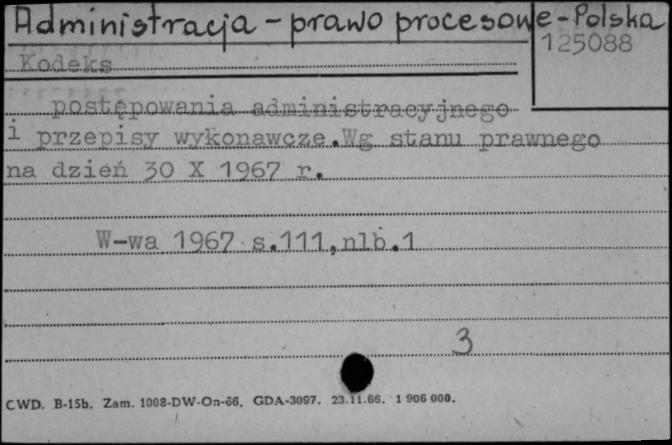 Administracja - prawo procesowe - Polska
125088
Kodeks
postępowania administracyjnego
i przepisy wykonawcze.Wg stanu prawnego
na dzień 30 X 1967 r.
W-wa 1967 s.111,nlb.1
3
CWD. B-15b. Zam. 1008-DW-On-66. GDA-3097. 23.11.66. 1 906 000.